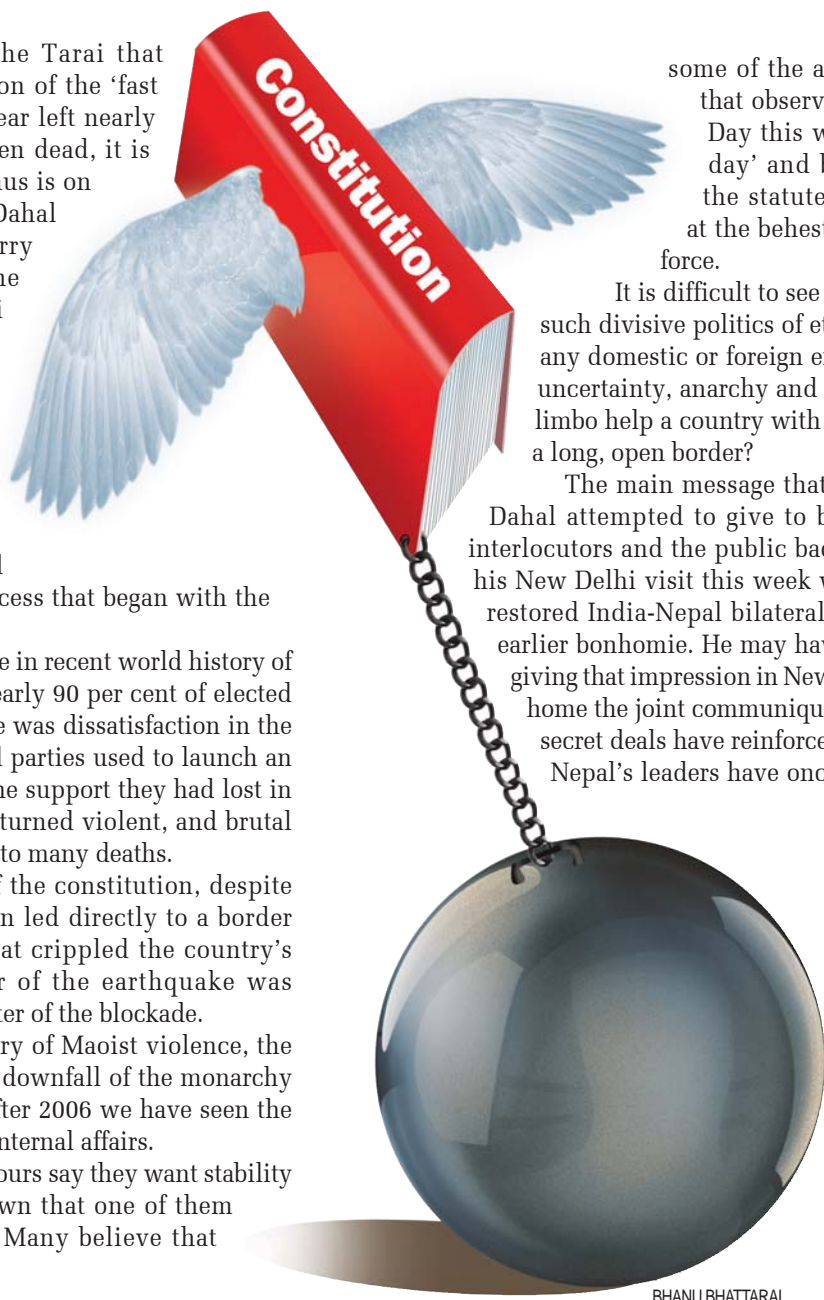 he Tarai that
on of the ‘fast
ear left nearly
en dead, it is
nus is on
Dahal
rry
ne
i
l
cess that began with the
e in recent world history of
early 90 per cent of elected
e was dissatisfaction in the
l parties used to launch an
ne support they had lost in
turned violent, and brutal
to many deaths.
f the constitution, despite
n led directly to a border
at crippled the country’s
r of the earthquake was
ter of the blockade.
ry of Maoist violence, the
downfall of the monarchy
fter 2006 we have seen the
nternal affairs.
ours say they want stability
wn that one of them
Many believe that
Constitution
some of the a
that observ
Day this w
day’ and b
the statute
at the behest
force.
It is difficult to see
such divisive politics of et
any domestic or foreign e
uncertainty, anarchy and
limbo help a country with
a long, open border?
The main message that
Dahal attempted to give to b
interlocutors and the public bac
his New Delhi visit this week w
restored India-Nepal bilateral
earlier bonhomie. He may hav
giving that impression in New
home the joint communiqu
secret deals have reinforce
Nepal’s leaders have onc
BHANU BHATTARAI